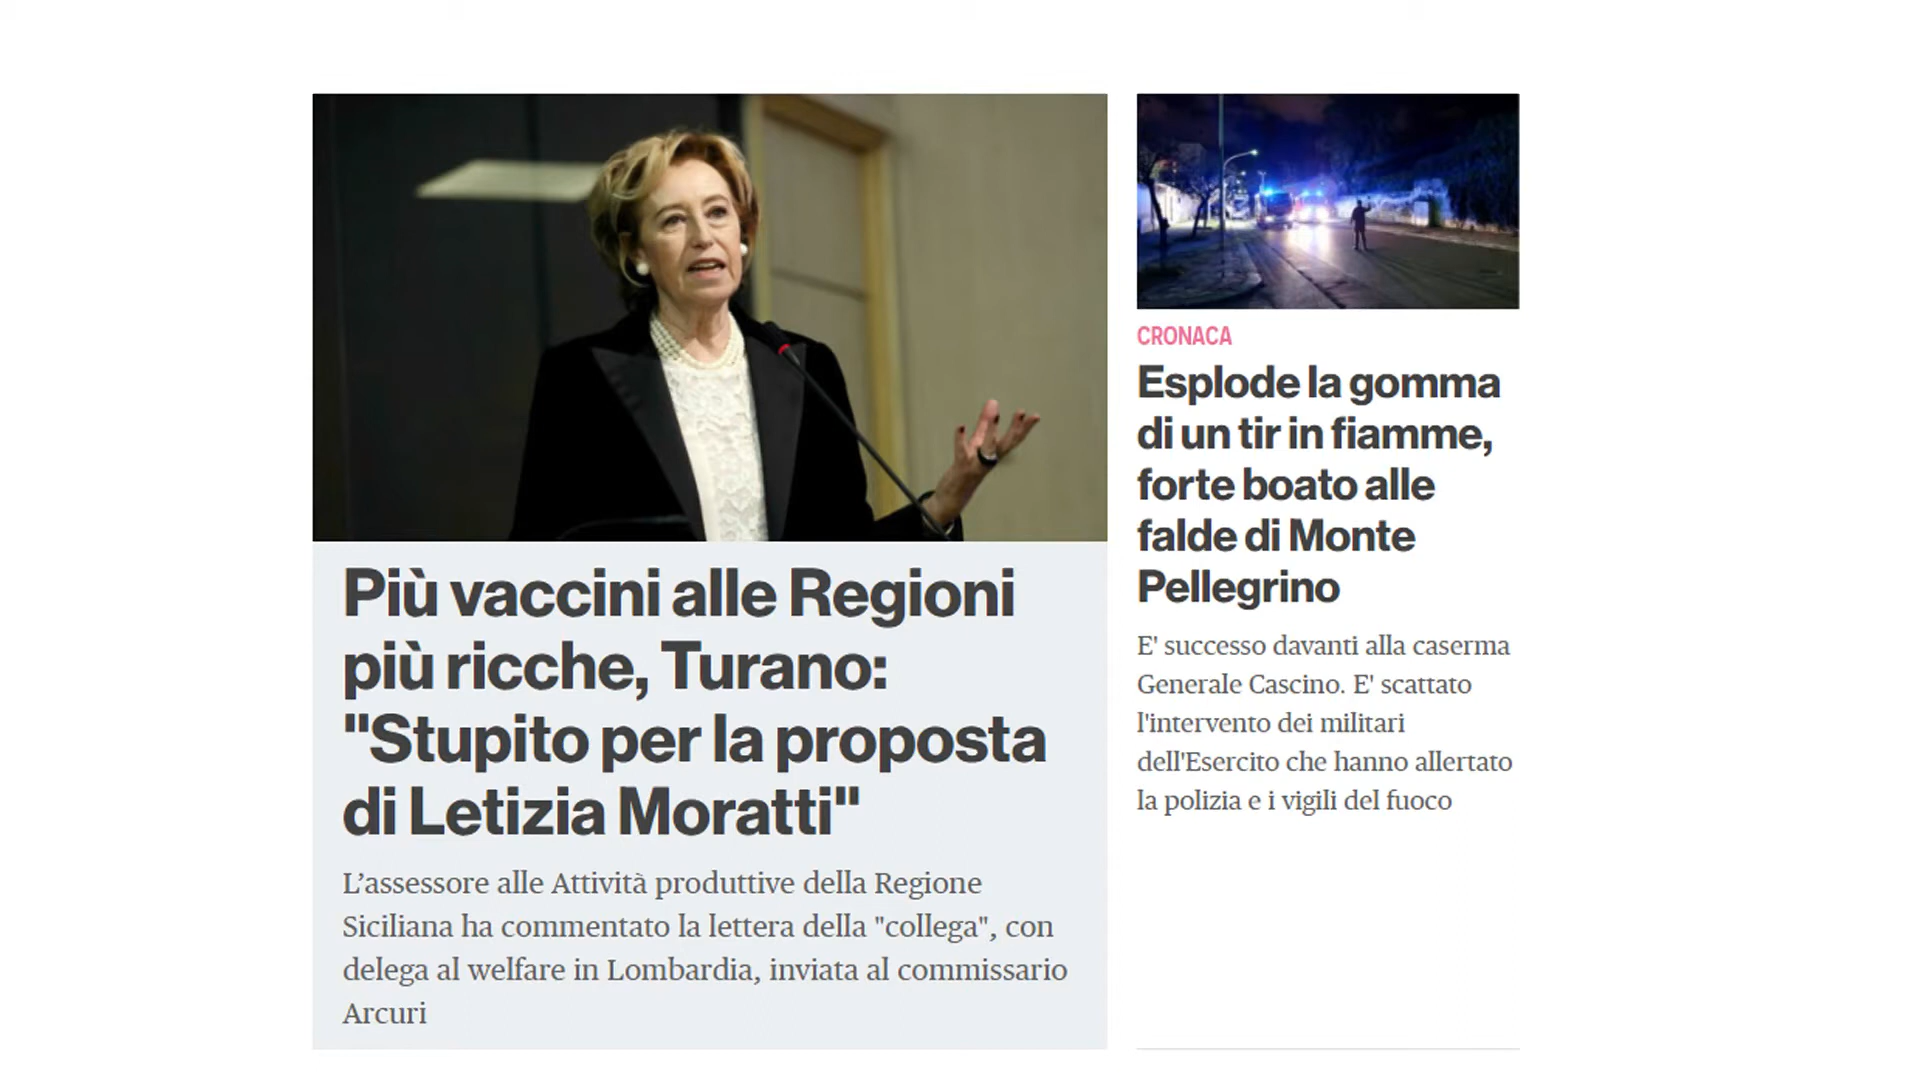 Più vaccini alle Regioni
più ricche, Turano:
"Stupito per la proposta
di Letizia Moratti"
L’assessore alle Attività produttive della Regione
Siciliana ha commentato la lettera della "collega", con
delega al welfare in Lombardia, inviata al commissario
Arcuri
CRONACA
Esplode la gomma
di un tir in fiamme,
forte boato alle
falde di Monte
Pellegrino
E' successo davanti alla caserma
Generale Cascino. E' scattato
l'intervento dei militari
dell'Esercito che hanno allertato
la polizia e i vigili del fuoco